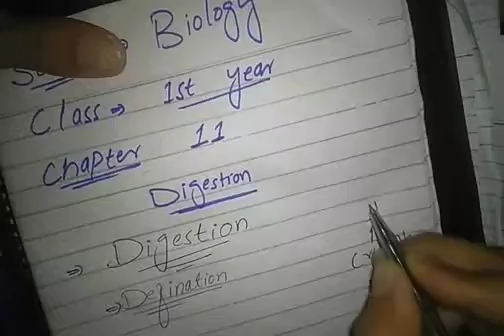 Biology
Class ⇒ 1st year
Chapter 11
Digestion
⇒ Digestion
⇒ Defination